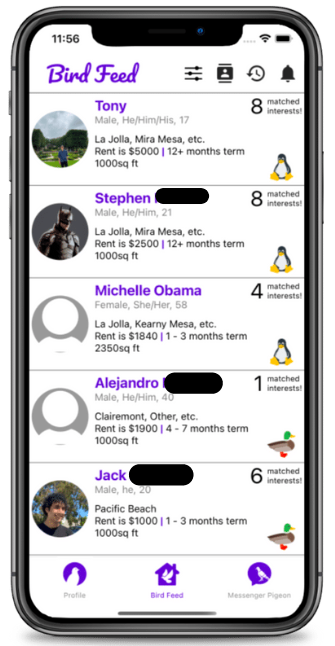 11:56
Bird Feed
Tony
8 matched interests!
Male, He/Him/His, 17
La Jolla, Mira Mesa, etc.
Rent is $5000 | 12+ months term
1000sq ft
Stephen
8 matched interests!
Male, He/Him, 21
La Jolla, Mira Mesa, etc.
Rent is $2500 | 12+ months term
1000sq ft
Michelle Obama
4 matched interests!
Female, She/Her, 58
La Jolla, Kearny Mesa, etc.
Rent is $1840 | 1 - 3 months term
2350sq ft
Alejandro
1 matched interests!
Male, He/Him, 40
Clairemont, Other, etc.
Rent is $1900 | 4 - 7 months term
1000sq ft
Jack
6 matched interests!
Male, he, 20
Pacific Beach
Rent is $1000 | 1 - 3 months term
1000sq ft
Profile
Bird Feed
Messenger Pigeon